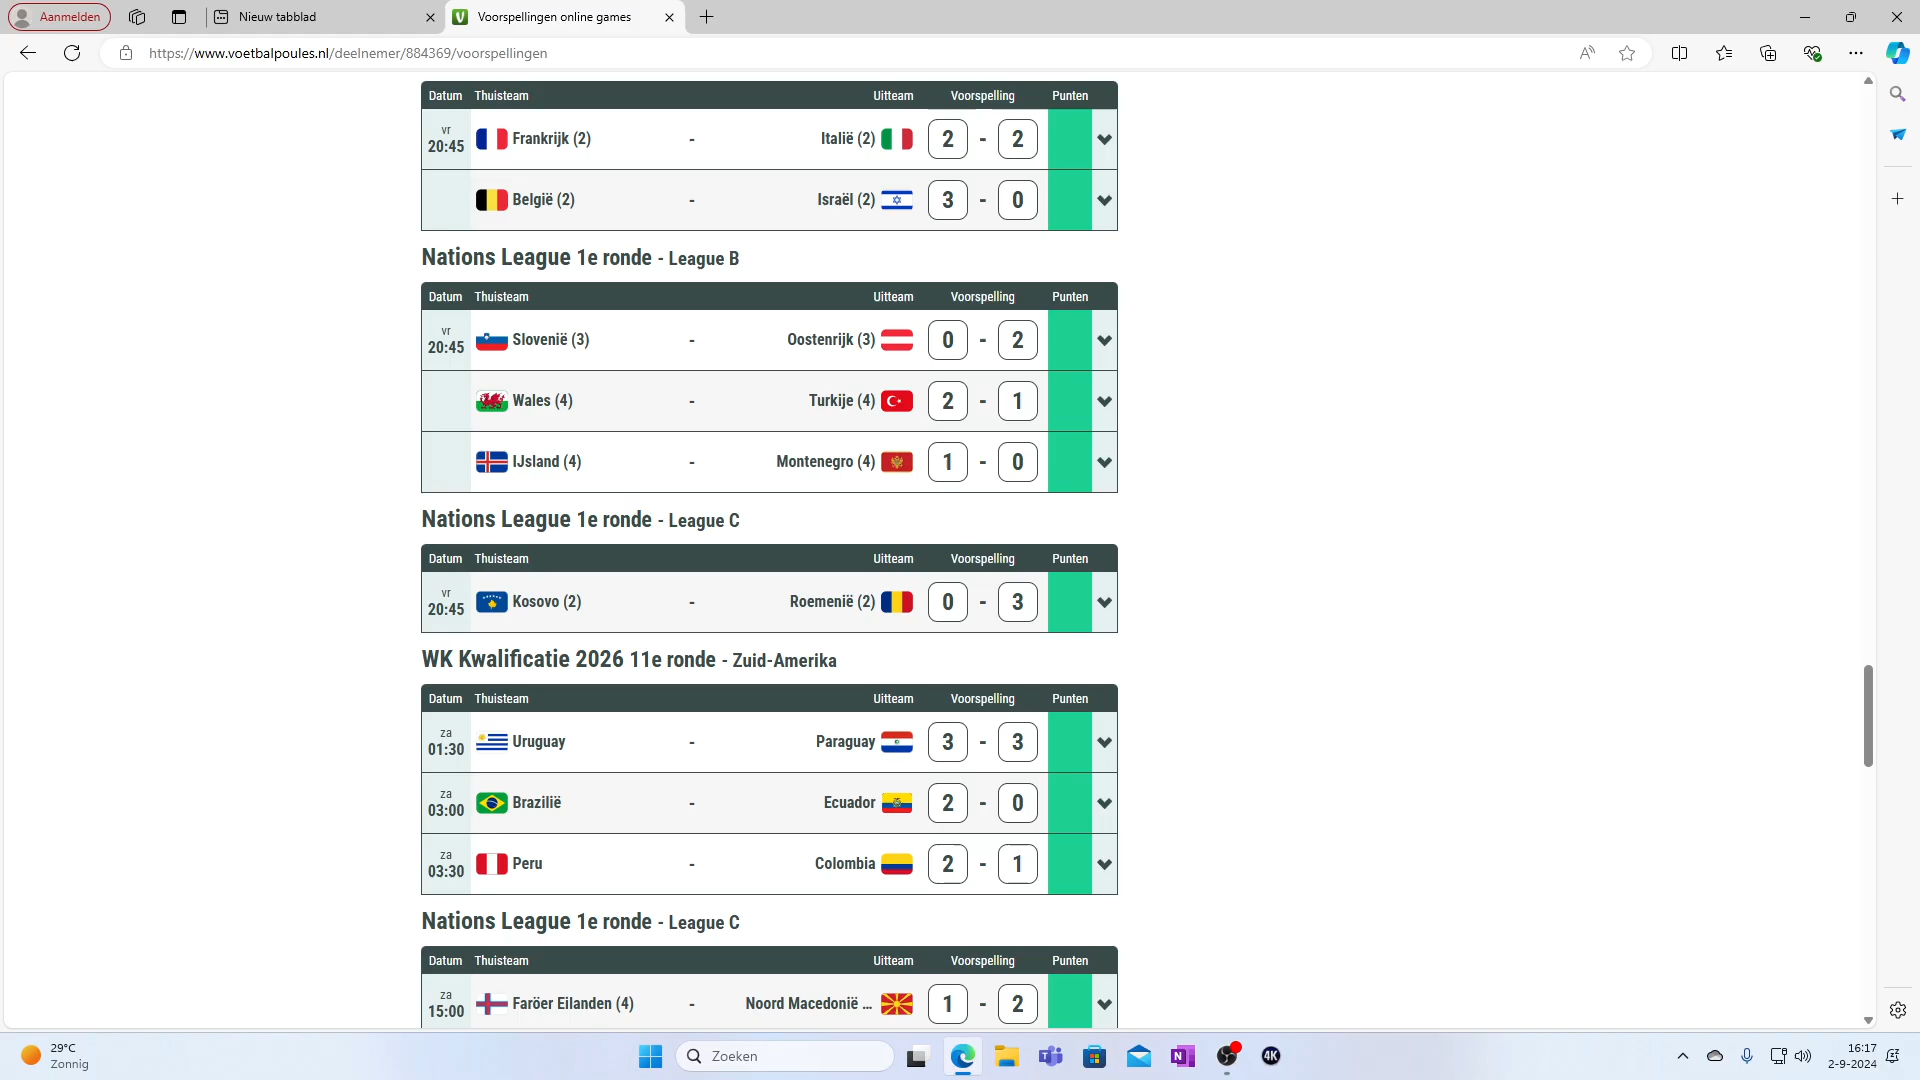 Aanmelden
Nieuw tabblad
Voorspellingen online games
https://www.voetbalpoules.nl/deelnemer/884369/voorspellingen
Datum Thuisteam Uitteam Voorspelling Punten
vr 20:45 Frankrijk (2) - Italië (2) 2 - 2
België (2) - Israël (2) 3 - 0
Nations League 1e ronde - League B
Datum Thuisteam Uitteam Voorspelling Punten
vr 20:45 Slovenië (3) - Oostenrijk (3) 0 - 2
Wales (4) - Turkije (4) 2 - 1
IJsland (4) - Montenegro (4) 1 - 0
Nations League 1e ronde - League C
Datum Thuisteam Uitteam Voorspelling Punten
vr 20:45 Kosovo (2) - Roemenië (2) 0 - 3
WK Kwalificatie 2026 11e ronde - Zuid-Amerika
Datum Thuisteam Uitteam Voorspelling Punten
za 01:30 Uruguay - Paraguay 3 - 3
za 03:00 Brazilië - Ecuador 2 - 0
za 03:30 Peru - Colombia 2 - 1
Nations League 1e ronde - League C
Datum Thuisteam Uitteam Voorspelling Punten
za 15:00 Faröer Eilanden (4) - Noord Macedonië ... 1 - 2
29°C
Zonnig
Zoeken
4K
16:17
2-9-2024